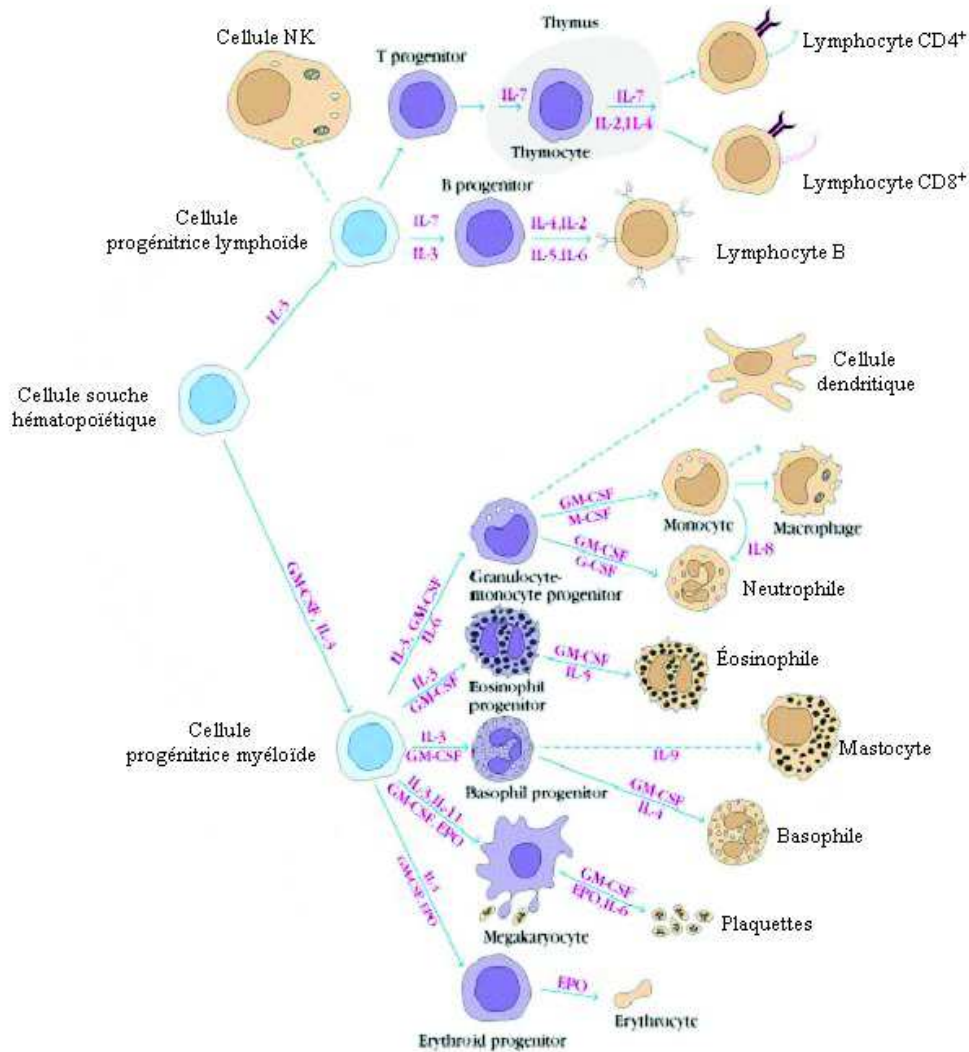 Cellule NK
Thymus
T progenitor
Lymphocyte CD4+
IL-7
IL-7
IL-2,IL-4
Thymocyte
Lymphocyte CD8+
B progenitor
Cellule
progénitrice lymphoïde
IL-7
IL-3
IL-4,IL-2
IL-5,IL-6
Lymphocyte B
IL-3
Cellule souche
hématopoïétique
Cellule
dendritique
GM-CSF
M-CSF
Monocyte
Macrophage
GM-CSF
G-CSF
IL-8
Granulocyte-
monocyte progenitor
Neutrophile
GM-CSF, IL-3
IL-3, GM-CSF
IL-6
IL-3
GM-CSF
GM-CSF
IL-5
Éosinophile
Eosinophil
progenitor
Cellule
progénitrice myéloïde
IL-3
GM-CSF
IL-9
Mastocyte
Basophil progenitor
GM-CSF
IL-4
Basophile
IL-3,IL-11
GM-CSF, EPO
GM-CSF
EPO,IL-6
Plaquettes
Megakaryocyte
IL-3
GM-CSF, EPO
EPO
Erythrocyte
Erythroid progenitor